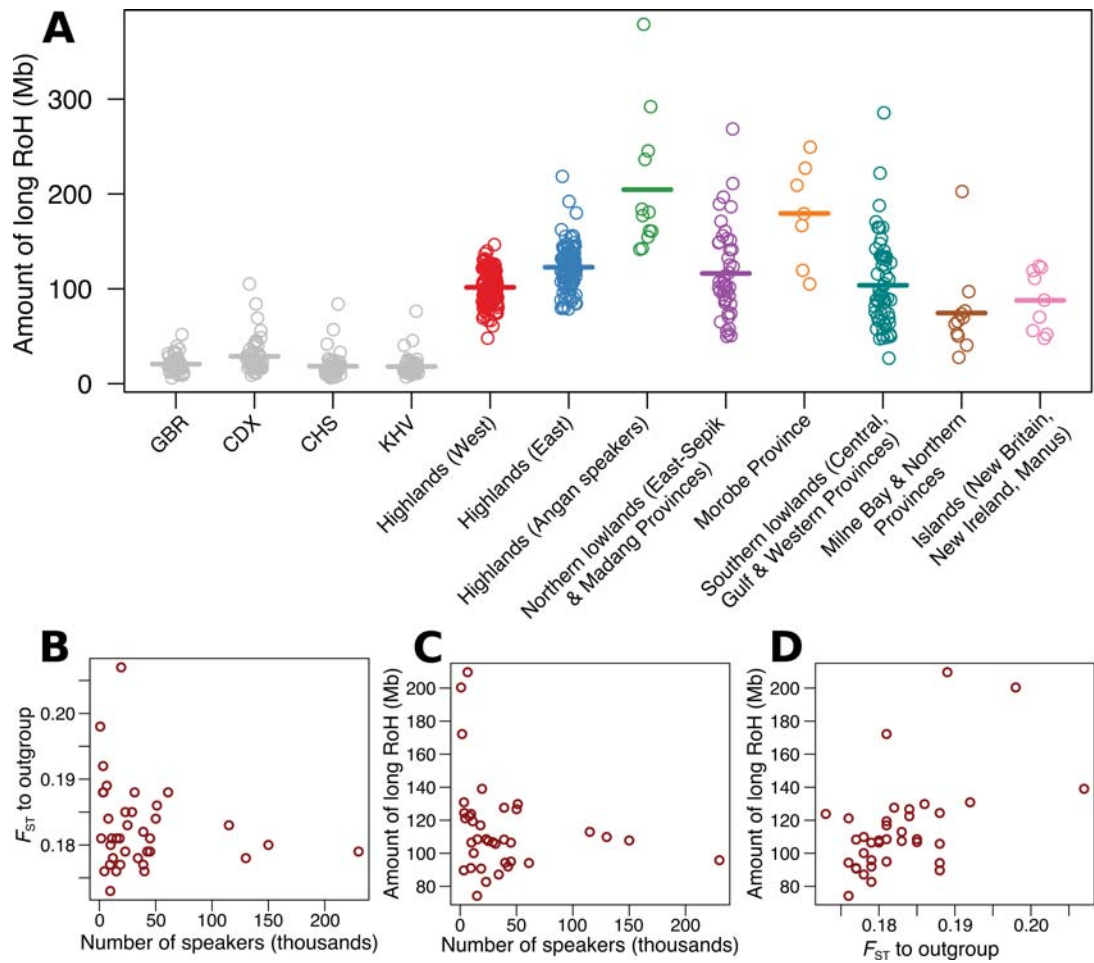 A
Amount of long RoH (Mb)
300
200
100
0
GBR
CDX
CHS
KHV
Highlands (West)
Highlands (East)
Highlands (Angan speakers)
Northern lowlands (East-Sepik
& Madang Provinces)
Morobe Province
Southern lowlands (Central,
Gulf & Western Provinces)
Milne Bay & Northern
Provinces
Islands (New Britain,
New Ireland, Manus)
B
FST to outgroup
0.20
0.19
0.18
0 50 100 150 200
Number of speakers (thousands)
C
Amount of long RoH (Mb)
200
180
160
140
120
100
80
0 50 100 150 200
Number of speakers (thousands)
D
Amount of long RoH (Mb)
200
180
160
140
120
100
80
0.18 0.19 0.20
FST to outgroup